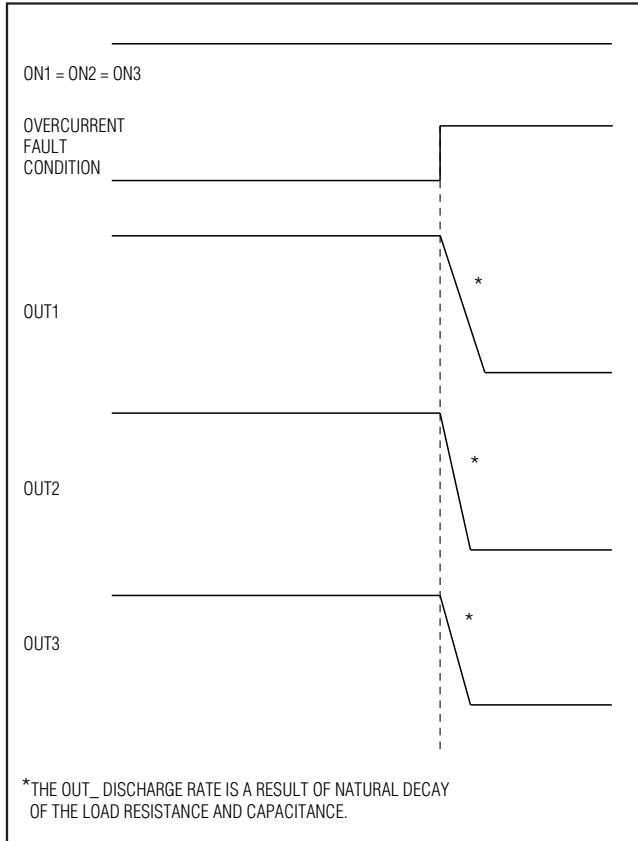 ON1 = ON2 = ON3
OVERCURRENT
FAULT
CONDITION
*
OUT1
*
OUT2
*
OUT3
*THE OUT_ DISCHARGE RATE IS A RESULT OF NATURAL DECAY
OF THE LOAD RESISTANCE AND CAPACITANCE.